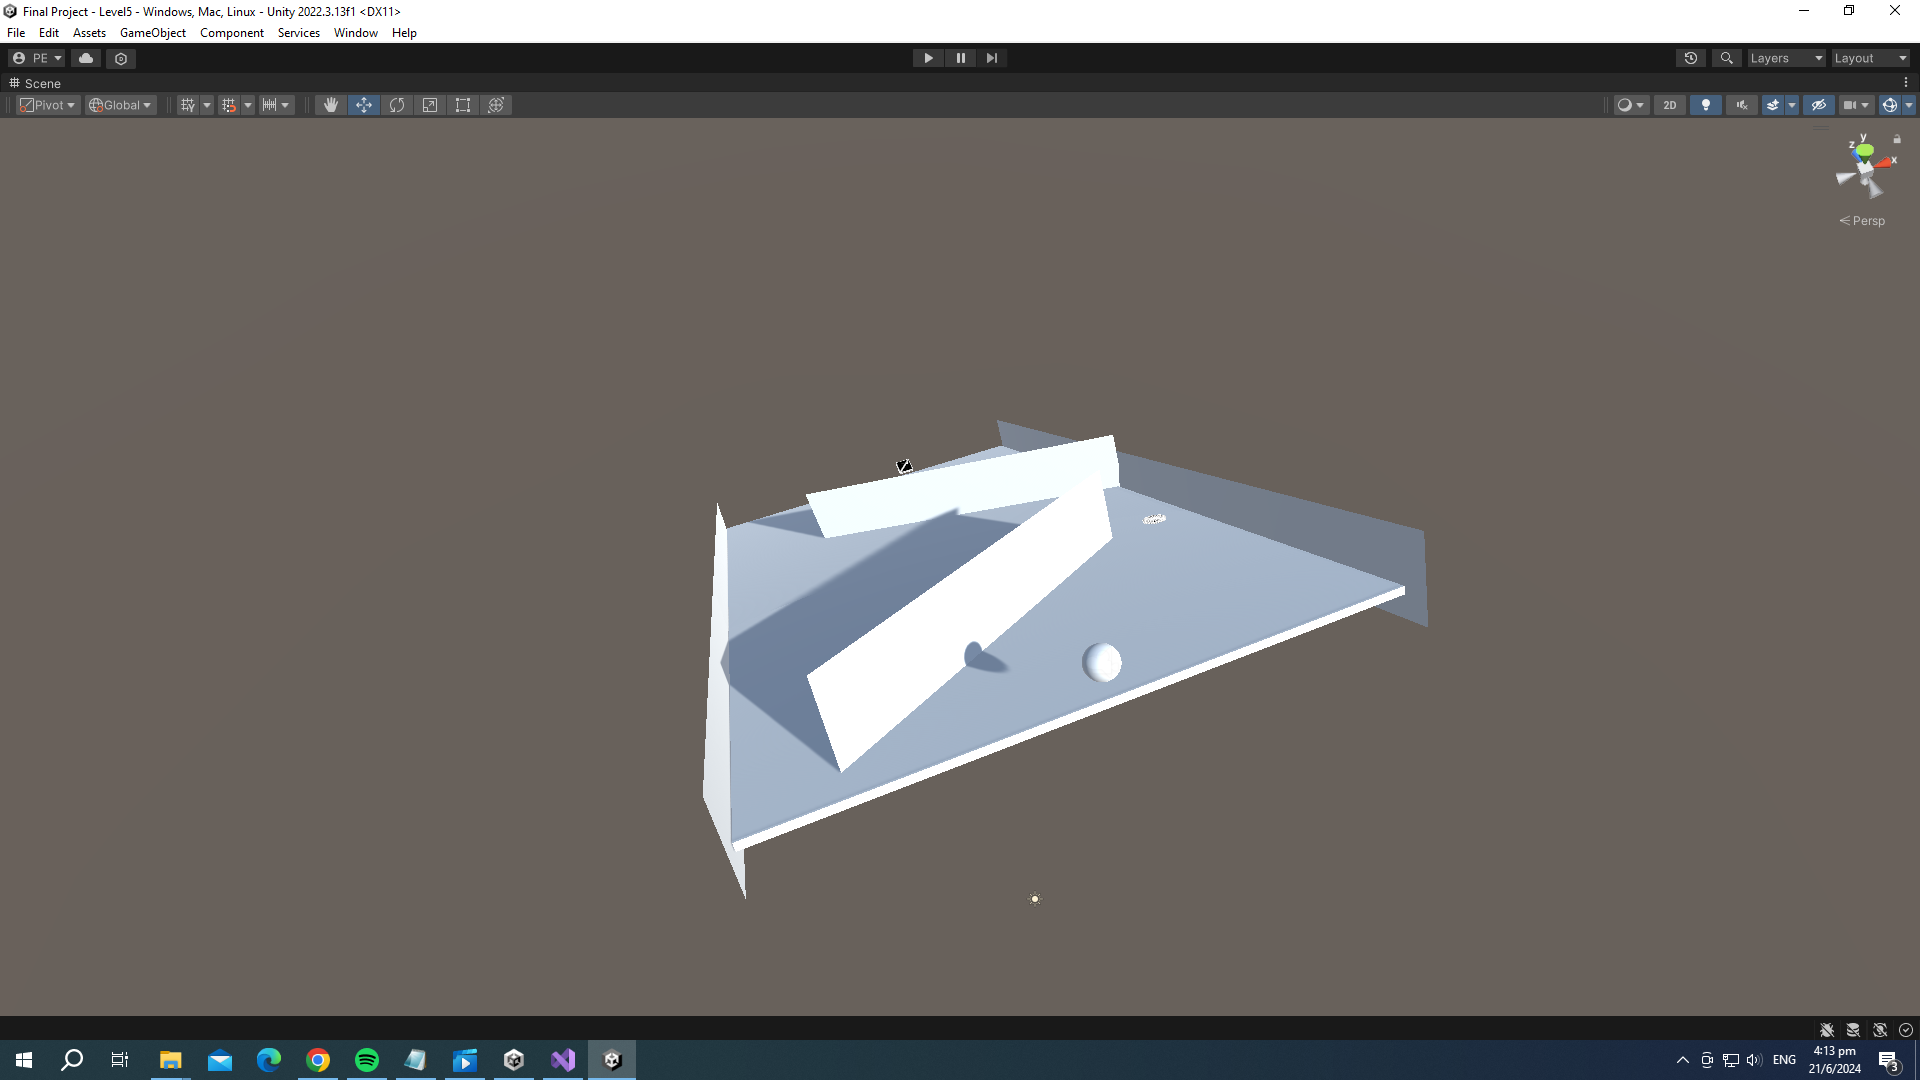 Final Project - Level5 - Windows, Mac, Linux - Unity 2022.3.13f1 <DX11>
File Edit Assets GameObject Component Services Window Help
PE Layers Layout
Scene
Pivot Global 2D
y
z x
Persp
4:13 pm
ENG
21/6/2024 3